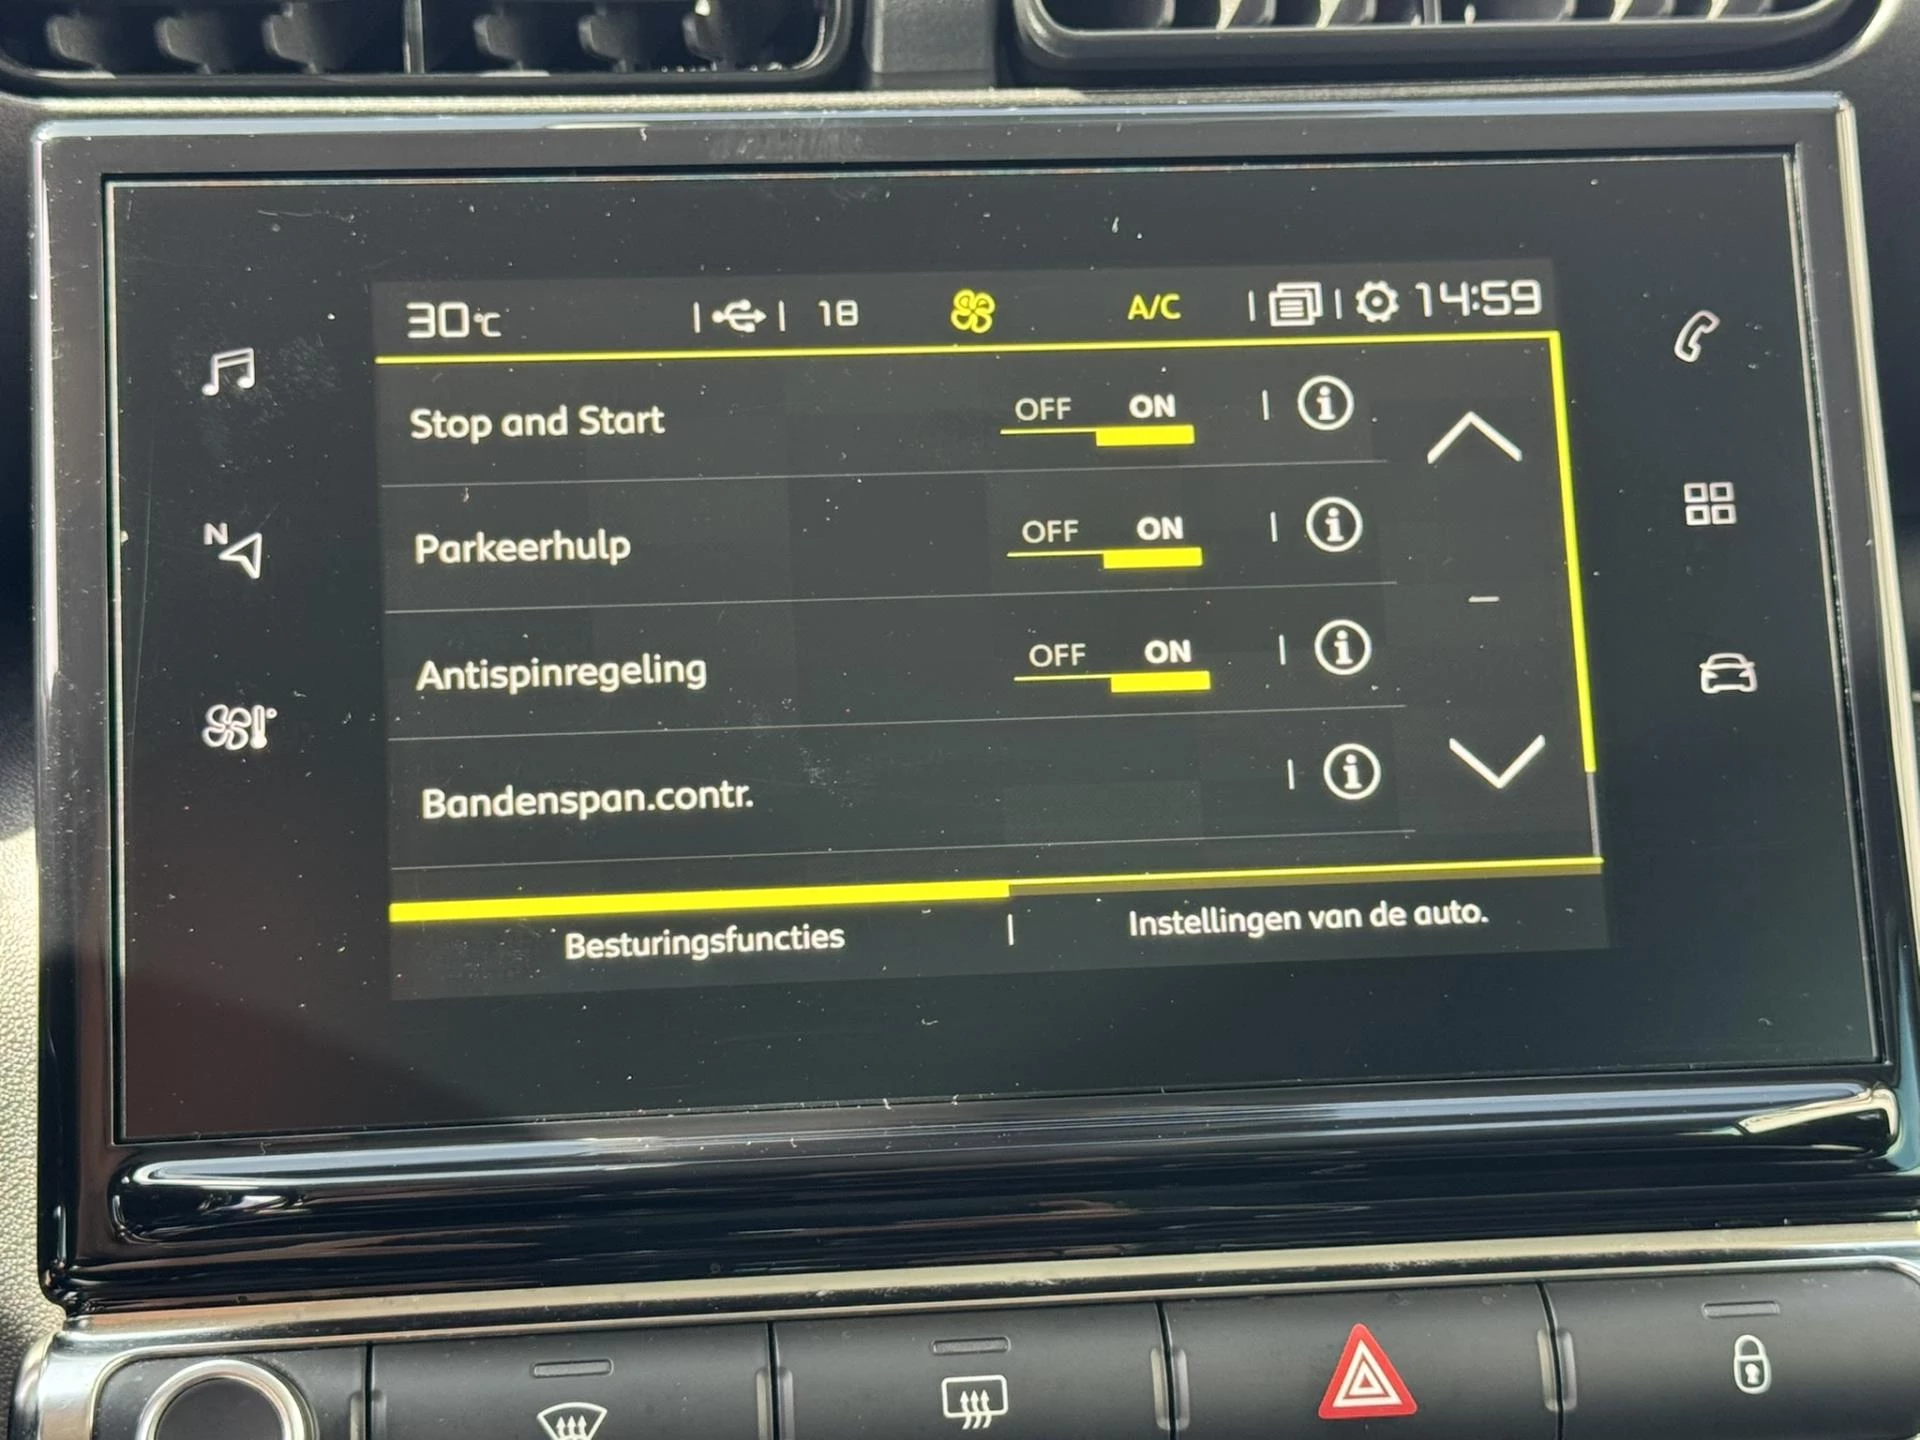 30°C 18 A/C 14:59
Stop and Start OFF ON
Parkeerhulp OFF ON
Antispinregeling OFF ON
Bandenspan.contr.
Besturingsfuncties Instellingen van de auto.
N